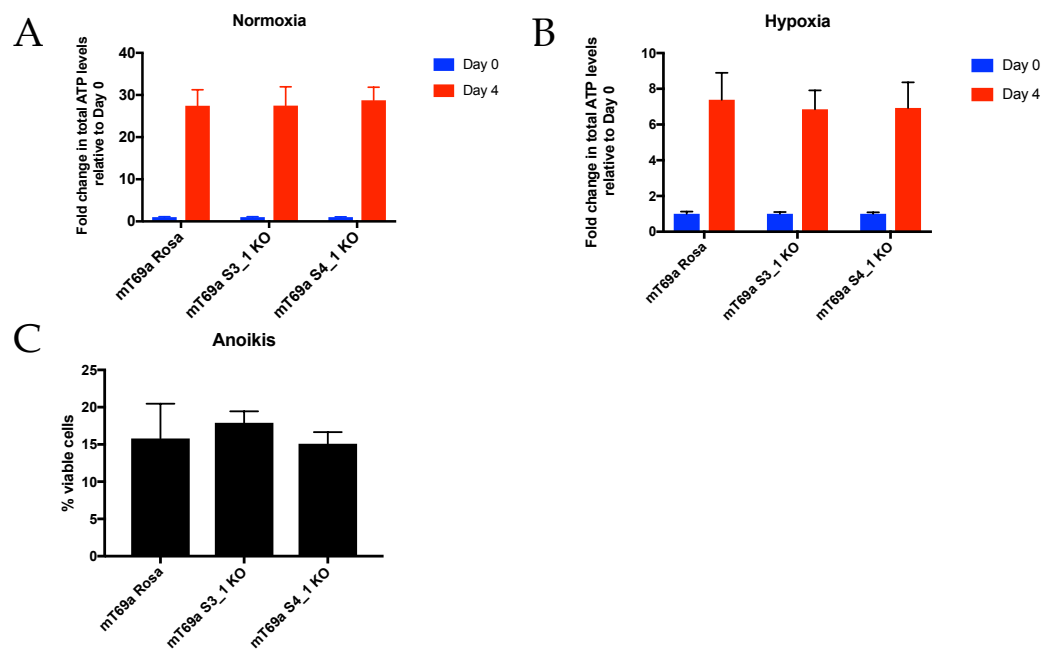 A
Normoxia
Fold change in total ATP levels
relative to Day 0
40
30
20
10
0
Day 0
Day 4
mT69a Rosa
mT69a S3_1 KO
mT69a S4_1 KO
B
Hypoxia
Fold change in total ATP levels
relative to Day 0
10
8
6
4
2
0
Day 0
Day 4
mT69a Rosa
mT69a S3_1 KO
mT69a S4_1 KO
C
Anoikis
% viable cells
25
20
15
10
5
0
mT69a Rosa
mT69a S3_1 KO
mT69a S4_1 KO